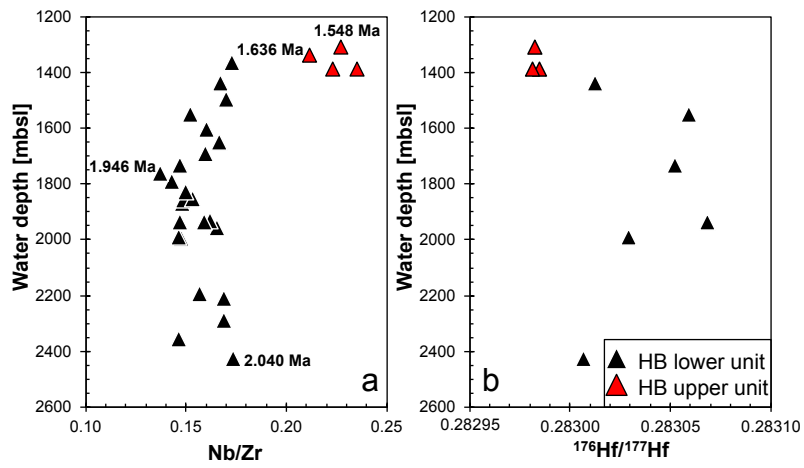 1200
1400
1600
1800
2000
2200
2400
2600
Water depth [mbsl]
1.548 Ma
1.636 Ma
1.946 Ma
2.040 Ma
a
0.10 0.15 0.20 0.25
Nb/Zr
1200
1400
1600
1800
2000
2200
2400
2600
Water depth [mbsl]
b
HB lower unit
HB upper unit
0.28295 0.28300 0.28305 0.28310
¹⁷⁶Hf/¹⁷⁷Hf